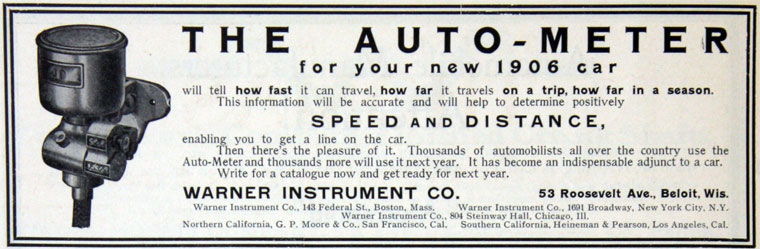 THE AUTO-METER
for your new 1906 car
will tell how fast it can travel, how far it travels on a trip, how far in a season.
This information will be accurate and will help to determine positively
SPEED AND DISTANCE,
enabling you to get a line on the car.
Then there's the pleasure of it. Thousands of automobilists all over the country use the
Auto-Meter and thousands more will use it next year. It has become an indispensable adjunct to a car.
Write for a catalogue now and get ready for next year.
WARNER INSTRUMENT CO. 53 Roosevelt Ave., Beloit, Wis.
Warner Instrument Co., 143 Federal St., Boston, Mass. Warner Instrument Co., 1691 Broadway, New York City, N.Y.
Warner Instrument Co., 804 Steinway Hall, Chicago, Ill.
Northern California, G. P. Moore & Co., San Francisco, Cal. Southern California, Heineman & Pearson, Los Angeles, Cal.